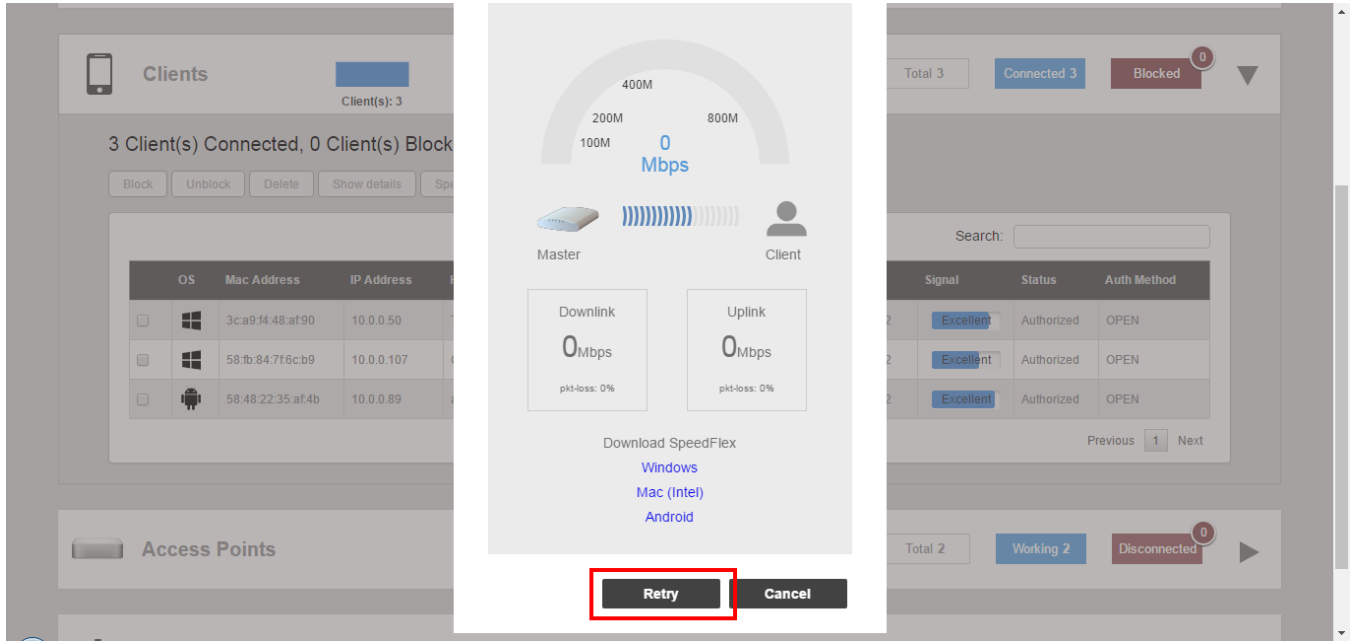 Clients
Client(s): 3
Total 3
Connected 3
Blocked
0
3 Client(s) Connected, 0 Client(s) Block
Block
Unblock
Delete
Show details
Spe
Search:
OS
Mac Address
IP Address
Signal
Status
Auth Method
3c:a9:f4:48:af:90
10.0.0.50
2
Excellent
Authorized
OPEN
58:fb:84:7f:6c:b9
10.0.0.107
2
Excellent
Authorized
OPEN
58:48:22:35:af:4b
10.0.0.89
2
Excellent
Authorized
OPEN
Previous 1 Next
Access Points
Total 2
Working 2
Disconnected
0
400M
200M
800M
100M
0
Mbps
Master
Client
Downlink
0Mbps
pkt-loss: 0%
Uplink
0Mbps
pkt-loss: 0%
Download SpeedFlex
Windows
Mac (Intel)
Android
Retry
Cancel